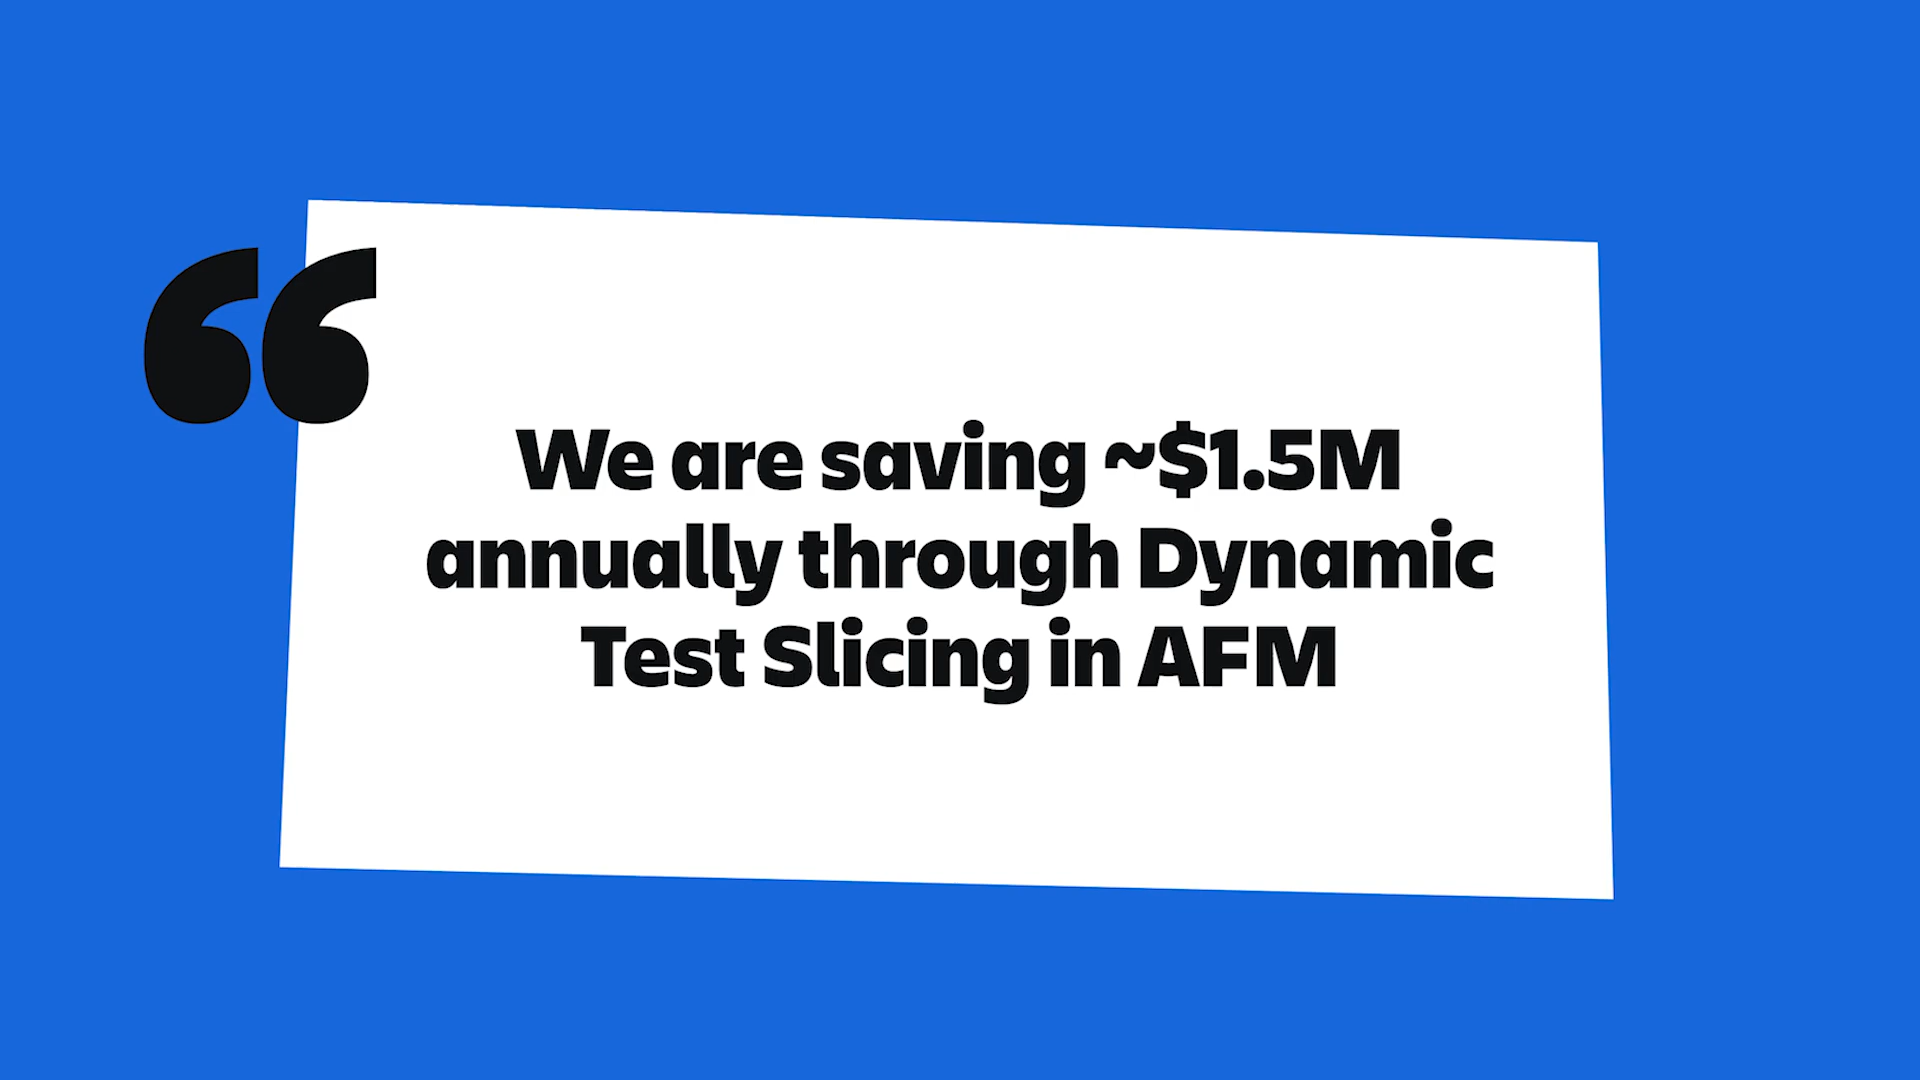 “
We are saving ~$1.5M
annually through Dynamic
Test Slicing in AFM